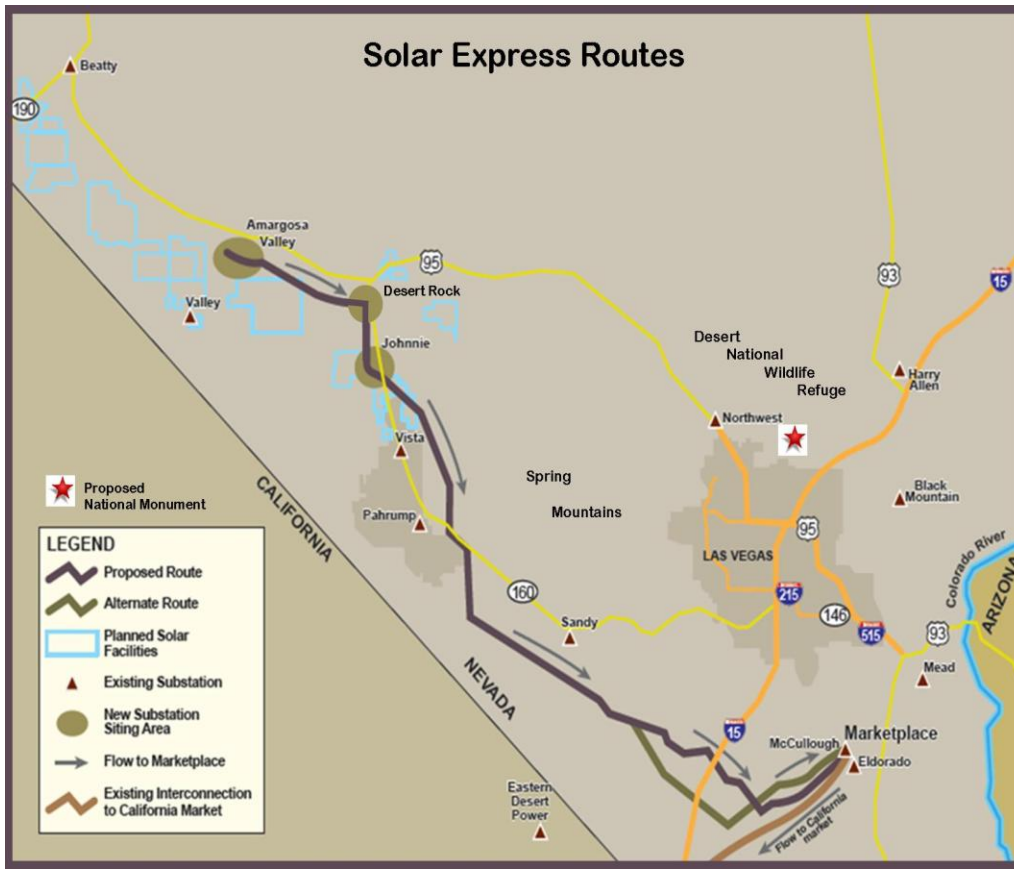 Solar Express Routes
Beatty
190
Amargosa
Valley
95
93
15
Desert Rock
Valley
Johnnie
Desert
National
Wildlife
Refuge
Harry
Allen
Northwest
Vista
Spring
Mountains
Black
Mountain
Proposed
National Monument
CALIFORNIA
Pahrump
95
LAS VEGAS
Colorado River
ARIZONA
LEGEND
Proposed Route
Alternate Route
Planned Solar
Facilities
Existing Substation
New Substation
Siting Area
Flow to Marketplace
Existing Interconnection
to California Market
160
215
146
515
93
Sandy
Mead
NEVADA
15
Marketplace
McCullough
Eldorado
Eastern
Desert
Power
Flow to California
market